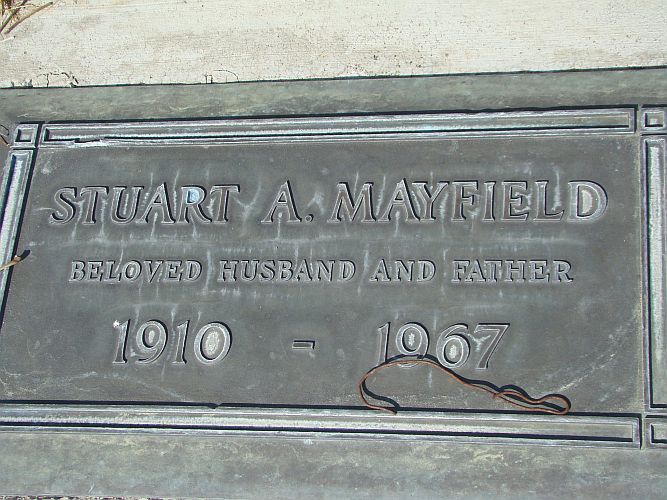 STUART A. MAYFIELD
BELOVED HUSBAND AND FATHER
1910 - 1967